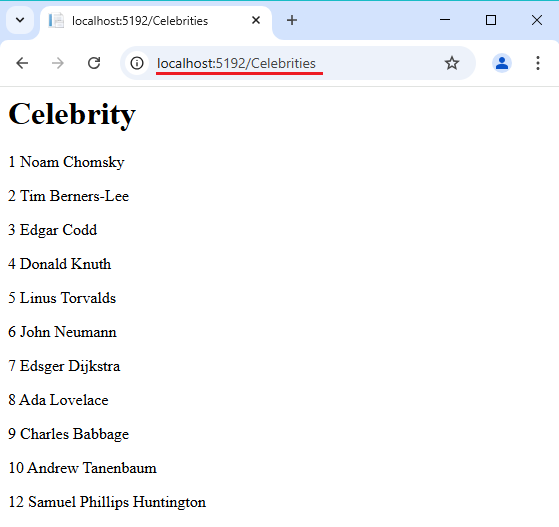 localhost:5192/Celebrities
localhost:5192/Celebrities
Celebrity
1 Noam Chomsky
2 Tim Berners-Lee
3 Edgar Codd
4 Donald Knuth
5 Linus Torvalds
6 John Neumann
7 Edsger Dijkstra
8 Ada Lovelace
9 Charles Babbage
10 Andrew Tanenbaum
12 Samuel Phillips Huntington